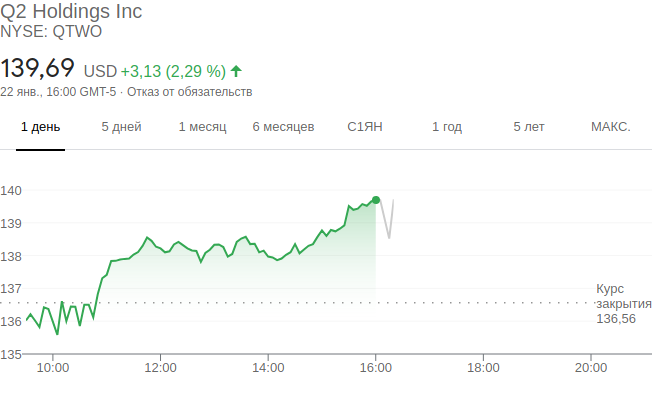 Q2 Holdings Inc
NYSE: QTWO
139,69 USD +3,13 (2,29 %)
22 янв., 16:00 GMT-5 · Отказ от обязательств
1 день 5 дней 1 месяц 6 месяцев С1ЯН 1 год 5 лет МАКС.
140
139
138
137
136
135
Курс
закрытия
136,56
10:00 12:00 14:00 16:00 18:00 20:00